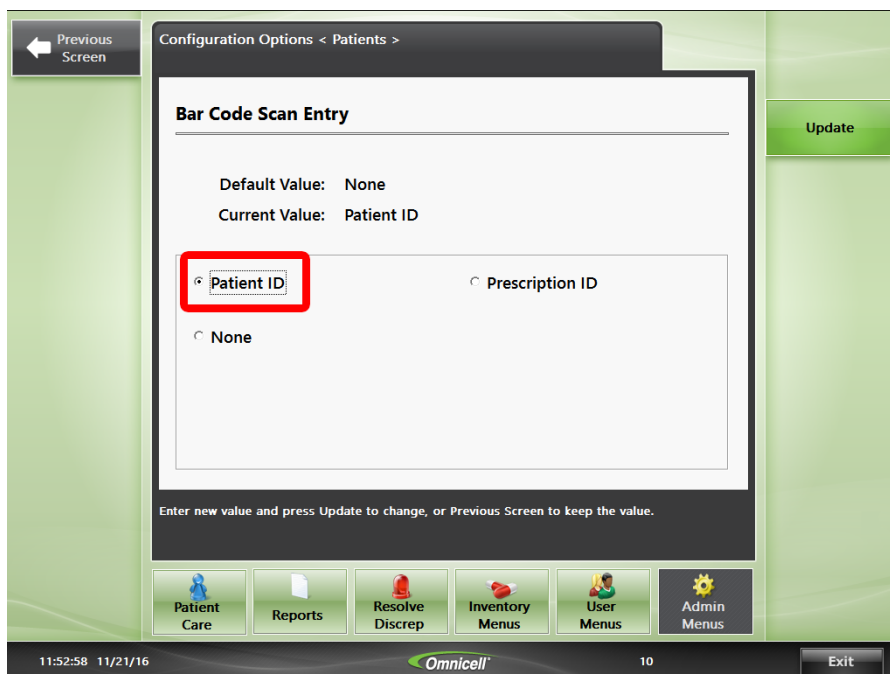 Previous
Screen
Configuration Options < Patients >
Bar Code Scan Entry
Update
Default Value: None
Current Value: Patient ID
Patient ID
Prescription ID
None
Enter new value and press Update to change, or Previous Screen to keep the value.
Patient
Care
Reports
Resolve
Discrep
Inventory
Menus
User
Menus
Admin
Menus
11:52:58 11/21/16
Omnicell
10
Exit